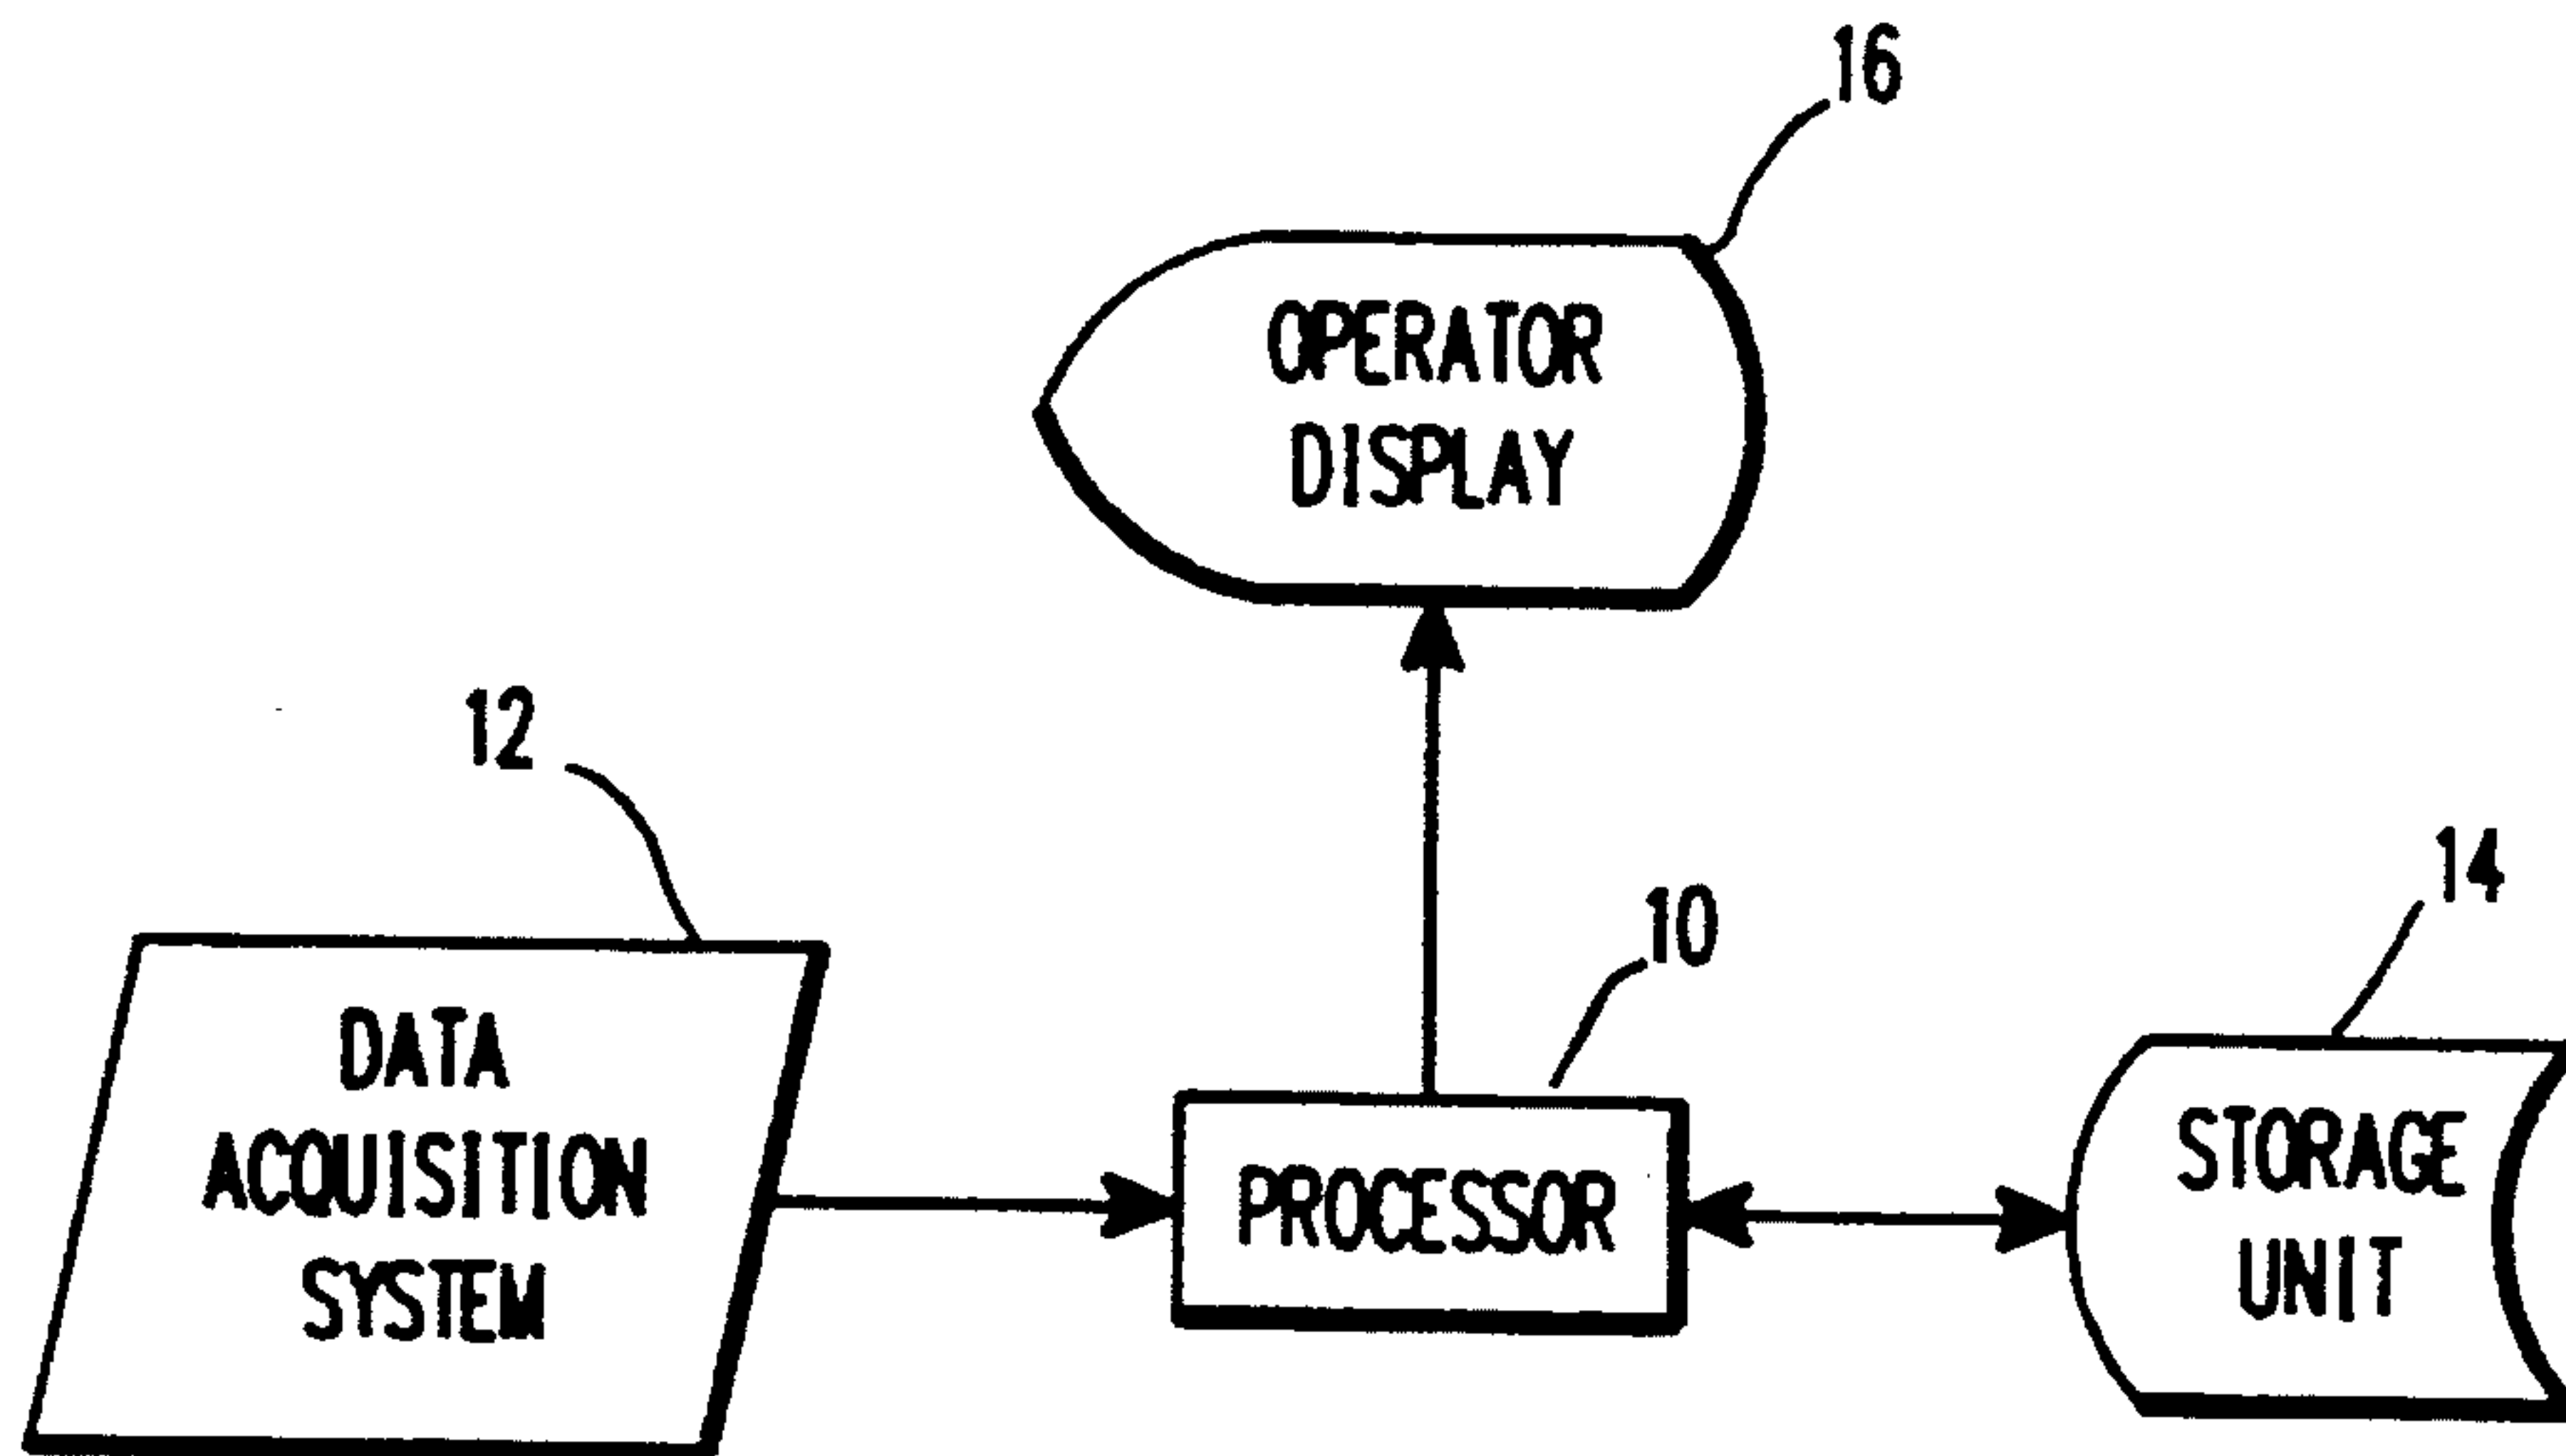 16
OPERATOR
DISPLAY
12
14
10
DATA
ACQUISITION
SYSTEM
PROCESSOR
STORAGE
UNIT